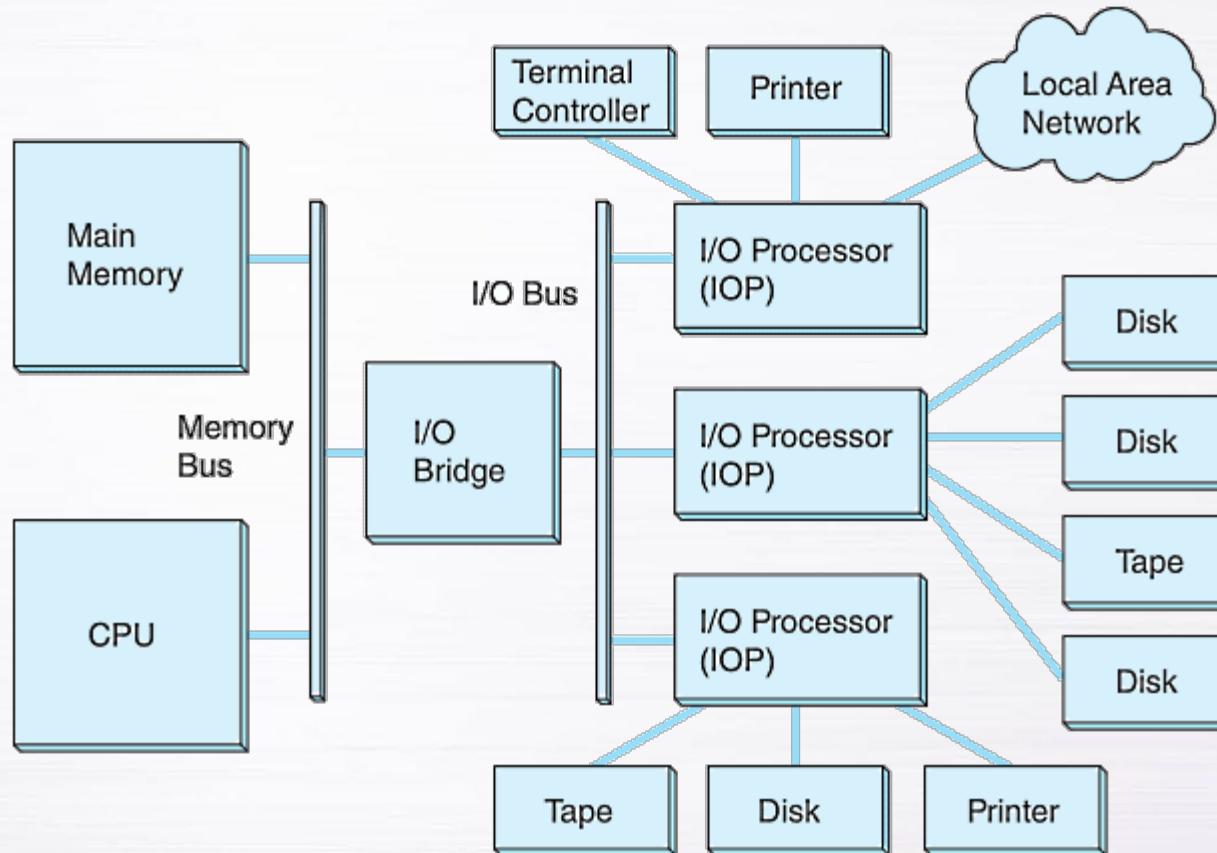 Terminal
Controller
Printer
Local Area
Network
Main
Memory
I/O Bus
I/O Processor
(IOP)
Disk
Memory
Bus
I/O
Bridge
I/O Processor
(IOP)
Disk
Tape
CPU
I/O Processor
(IOP)
Disk
Tape
Disk
Printer